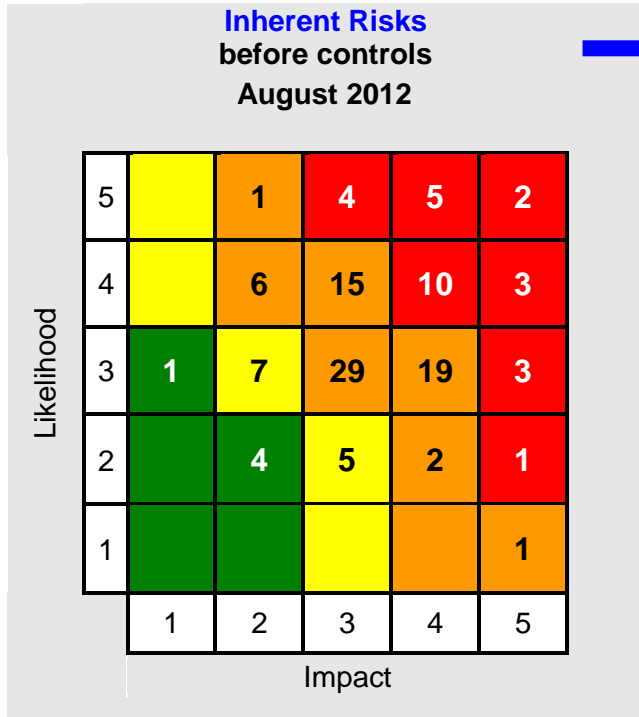 Inherent Risks
before controls
August 2012
5 1 4 5 2
4 6 15 10 3
3 1 7 29 19 3
2 4 5 2 1
1 1
1 2 3 4 5
Likelihood
Impact